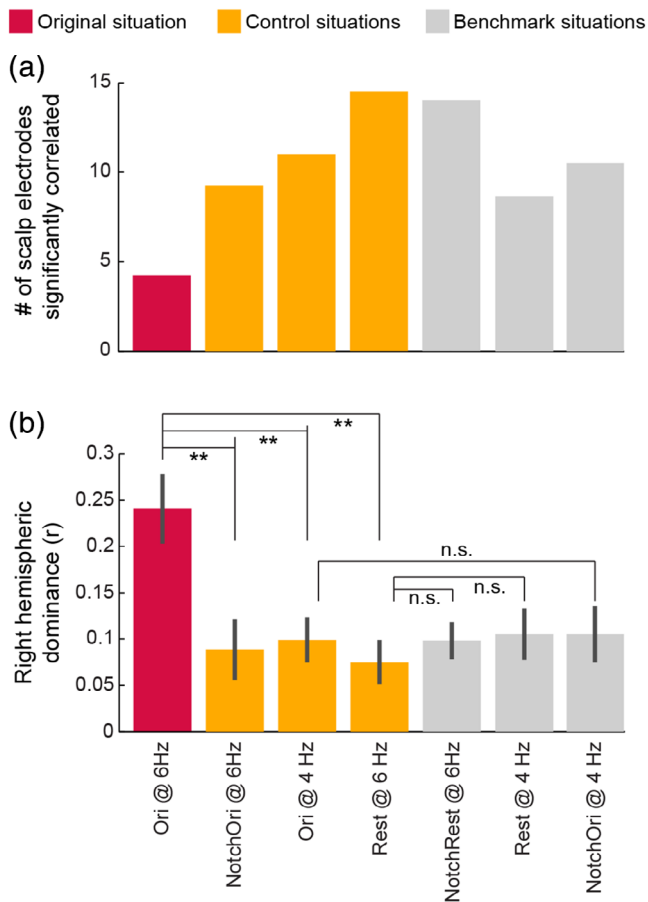 Original situation Control situations Benchmark situations
(a)
# of scalp electrodes
significantly correlated
15
10
5
0
(b)
Right hemispheric
dominance (r)
0.3
0.25
0.2
0.15
0.1
0.05
0
**
**
**
n.s.
n.s.
n.s.
Ori @ 6Hz
NotchOri @ 6Hz
Ori @ 4 Hz
Rest @ 6 Hz
NotchRest @ 6Hz
Rest @ 4 Hz
NotchOri @ 4 Hz